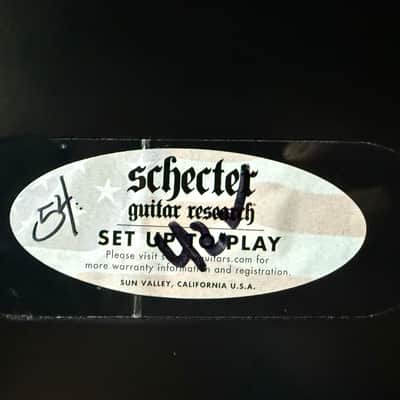 schecter
guitar research
54
SET UP TO PLAY
Please visit guitars.com for
more warranty information and registration.
SUN VALLEY, CALIFORNIA U.S.A.